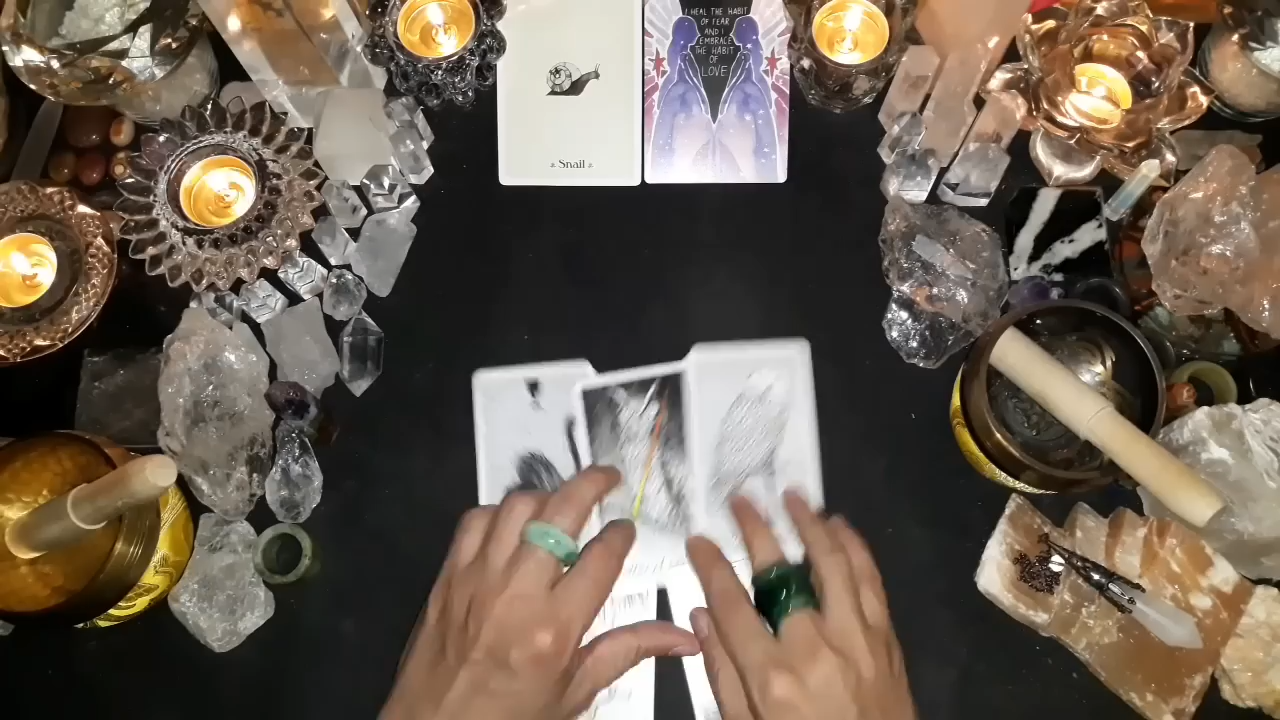 Snail
I HEAL THE HABIT
OF FEAR
AND I
EMBRACE
THE HABIT
OF
LOVE